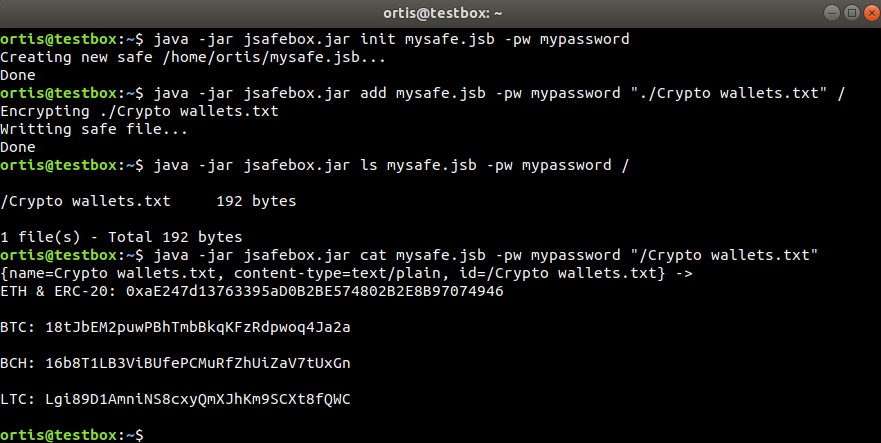 ortis@testbox: ~
ortis@testbox:~$ java -jar jsafebox.jar init mysafe.jsb -pw mypassword
Creating new safe /home/ortis/mysafe.jsb...
Done
ortis@testbox:~$ java -jar jsafebox.jar add mysafe.jsb -pw mypassword "./Crypto wallets.txt" /
Encrypting ./Crypto wallets.txt
Writting safe file...
Done
ortis@testbox:~$ java -jar jsafebox.jar ls mysafe.jsb -pw mypassword /
/Crypto wallets.txt     192 bytes
1 file(s) - Total 192 bytes
ortis@testbox:~$ java -jar jsafebox.jar cat mysafe.jsb -pw mypassword "/Crypto wallets.txt"
{name=Crypto wallets.txt, content-type=text/plain, id=/Crypto wallets.txt} ->
ETH & ERC-20: 0xaE247d13763395aD0B2BE574802B2E8B97074946
BTC: 18tJbEM2puwPBhTmbBkqKFzRdpwoq4Ja2a
BCH: 16b8T1LB3ViBUfePCMuRfZhUiZaV7tUxGn
LTC: Lgi89D1AmniNS8cxyQmXJhKm9SCXt8fQWC
ortis@testbox:~$